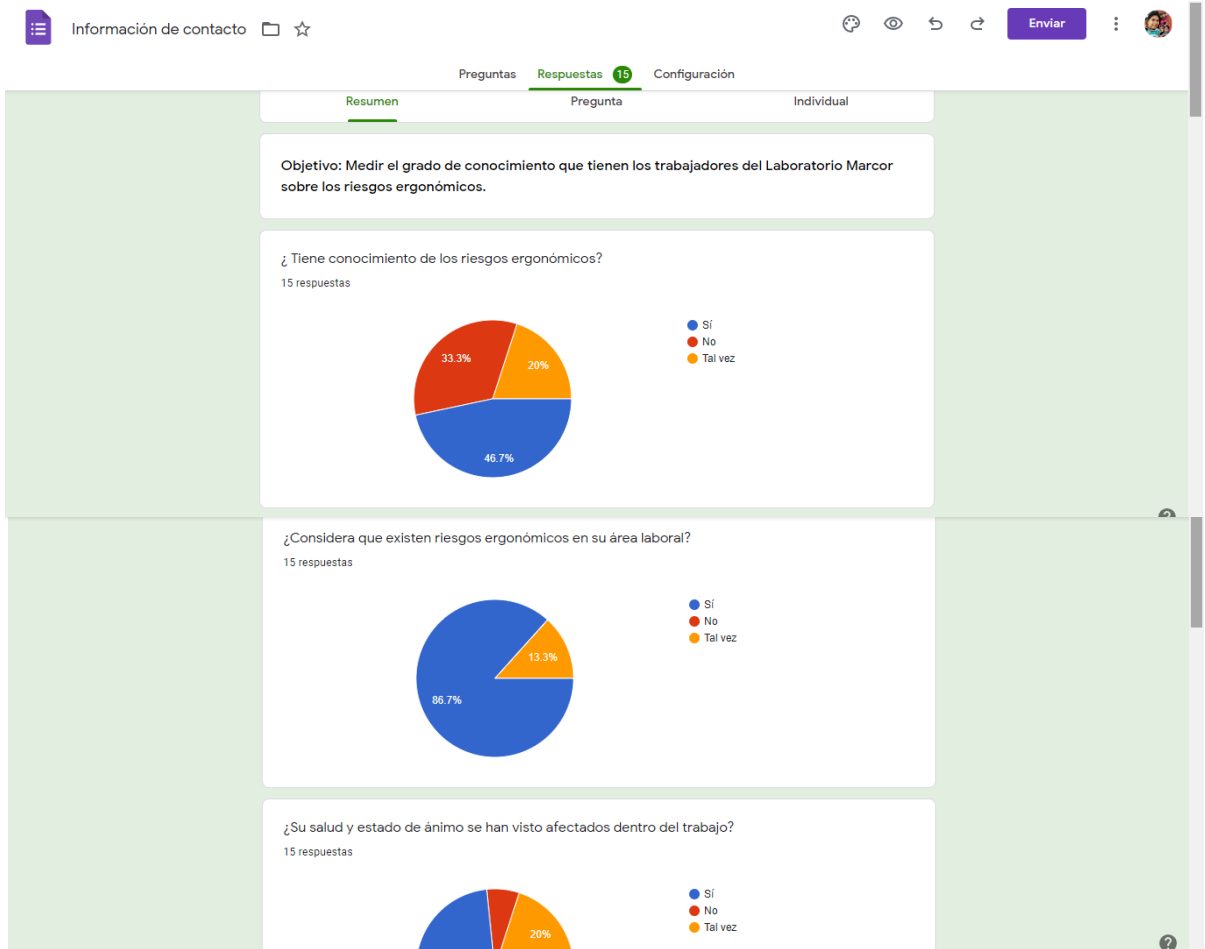 Información de contacto
Enviar
Preguntas
Respuestas 15
Configuración
Resumen
Pregunta
Individual
Objetivo: Medir el grado de conocimiento que tienen los trabajadores del Laboratorio Marcor
sobre los riesgos ergonómicos.
¿ Tiene conocimiento de los riesgos ergonómicos?
15 respuestas
Sí
No
Tal vez
33.3%
20%
46.7%
¿Considera que existen riesgos ergonómicos en su área laboral?
15 respuestas
Sí
No
Tal vez
13.3%
86.7%
¿Su salud y estado de ánimo se han visto afectados dentro del trabajo?
15 respuestas
Sí
No
Tal vez
20%